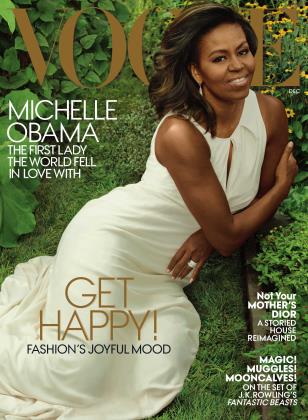 VOGUE
DEC
MICHELLE
OBAMA
THE FIRST LADY
THE WORLD FELL
IN LOVE WITH
GET
HAPPY!
FASHION'S JOYFUL MOOD
Not Your
MOTHER'S
DIOR
A STORIED
HOUSE
REIMAGINED
MAGIC!
MUGGLES!
MOONCALVES!
ON THE SET OF
J.K.ROWLING'S
FANTASTIC BEASTS